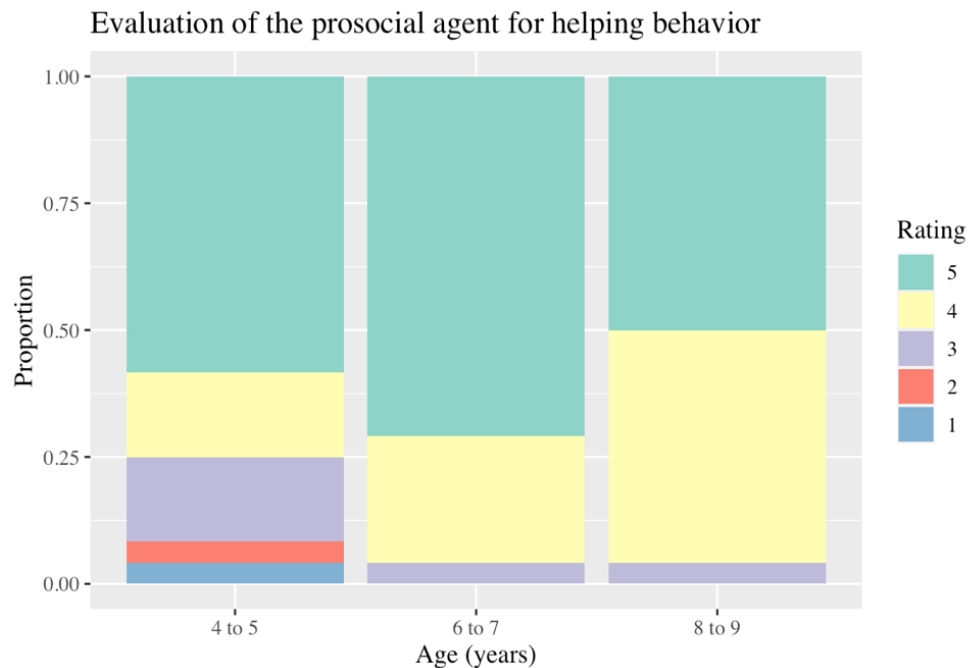 Evaluation of the prosocial agent for helping behavior
1.00
0.75
0.50
0.25
0.00
Proportion
4 to 5
6 to 7
8 to 9
Age (years)
Rating
5
4
3
2
1